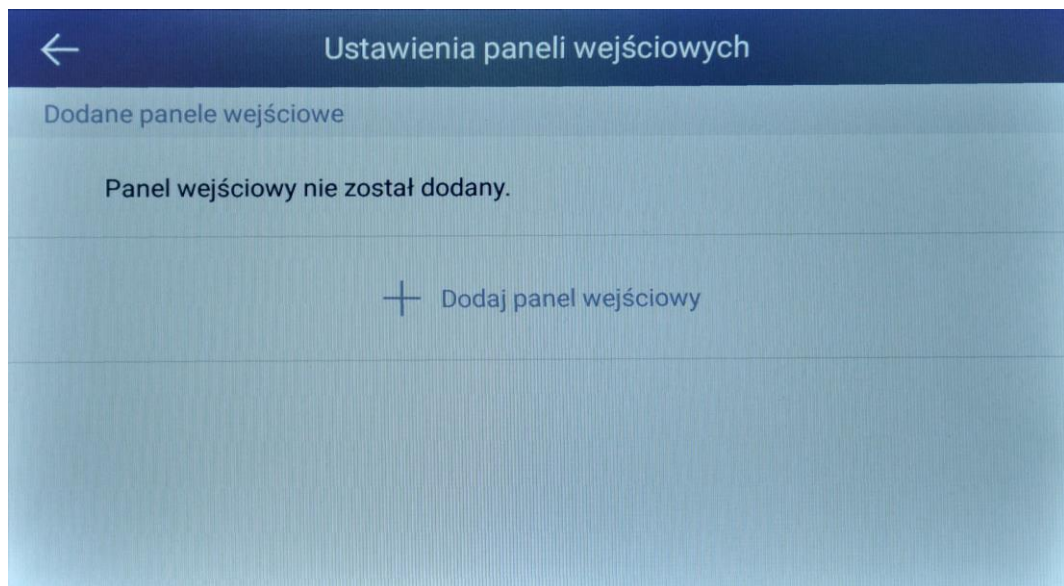 Ustawienia paneli wejściowych
Dodane panele wejściowe
Panel wejściowy nie został dodany.
Dodaj panel wejściowy